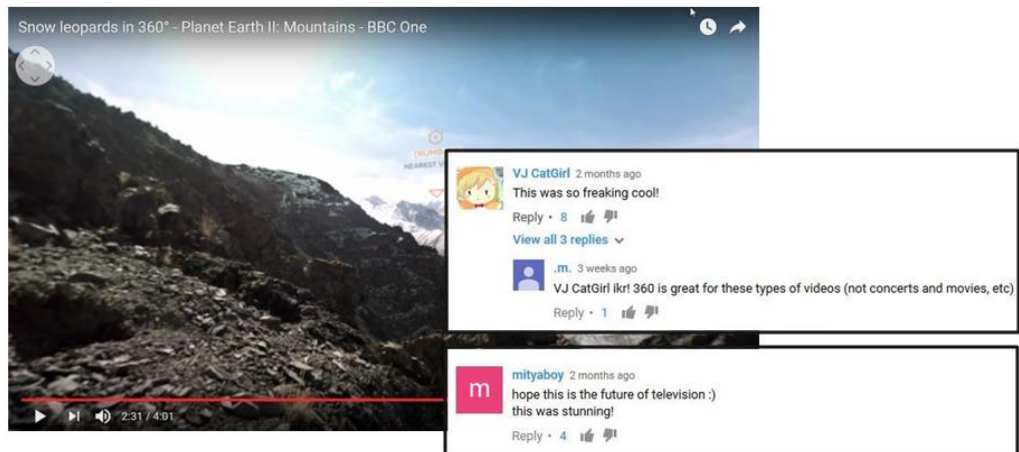 Snow leopards in 360° - Planet Earth II: Mountains - BBC One
NEAREST
VJ CatGirl 2 months ago
This was so freaking cool!
Reply • 8
View all 3 replies
.m. 3 weeks ago
VJ CatGirl ikr! 360 is great for these types of videos (not concerts and movies, etc)
Reply • 1
m
mityaboy 2 months ago
hope this is the future of television :)
this was stunning!
Reply • 4
2:31 / 4:01